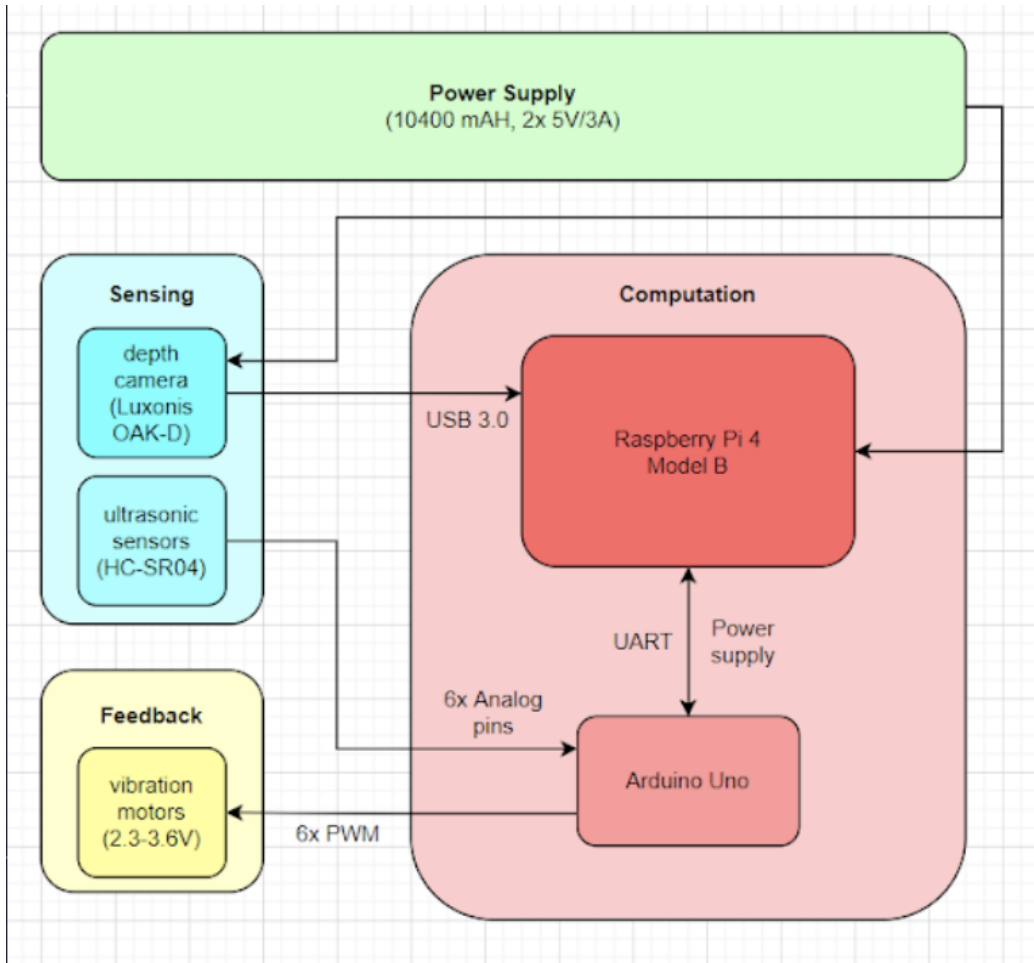 Power Supply
(10400 mAH, 2x 5V/3A)
Sensing
depth
camera
(Luxonis
OAK-D)
ultrasonic
sensors
(HC-SR04)
Feedback
vibration
motors
(2.3-3.6V)
Computation
USB 3.0
Raspberry Pi 4
Model B
UART
Power
supply
6x Analog
pins
Arduino Uno
6x PWM